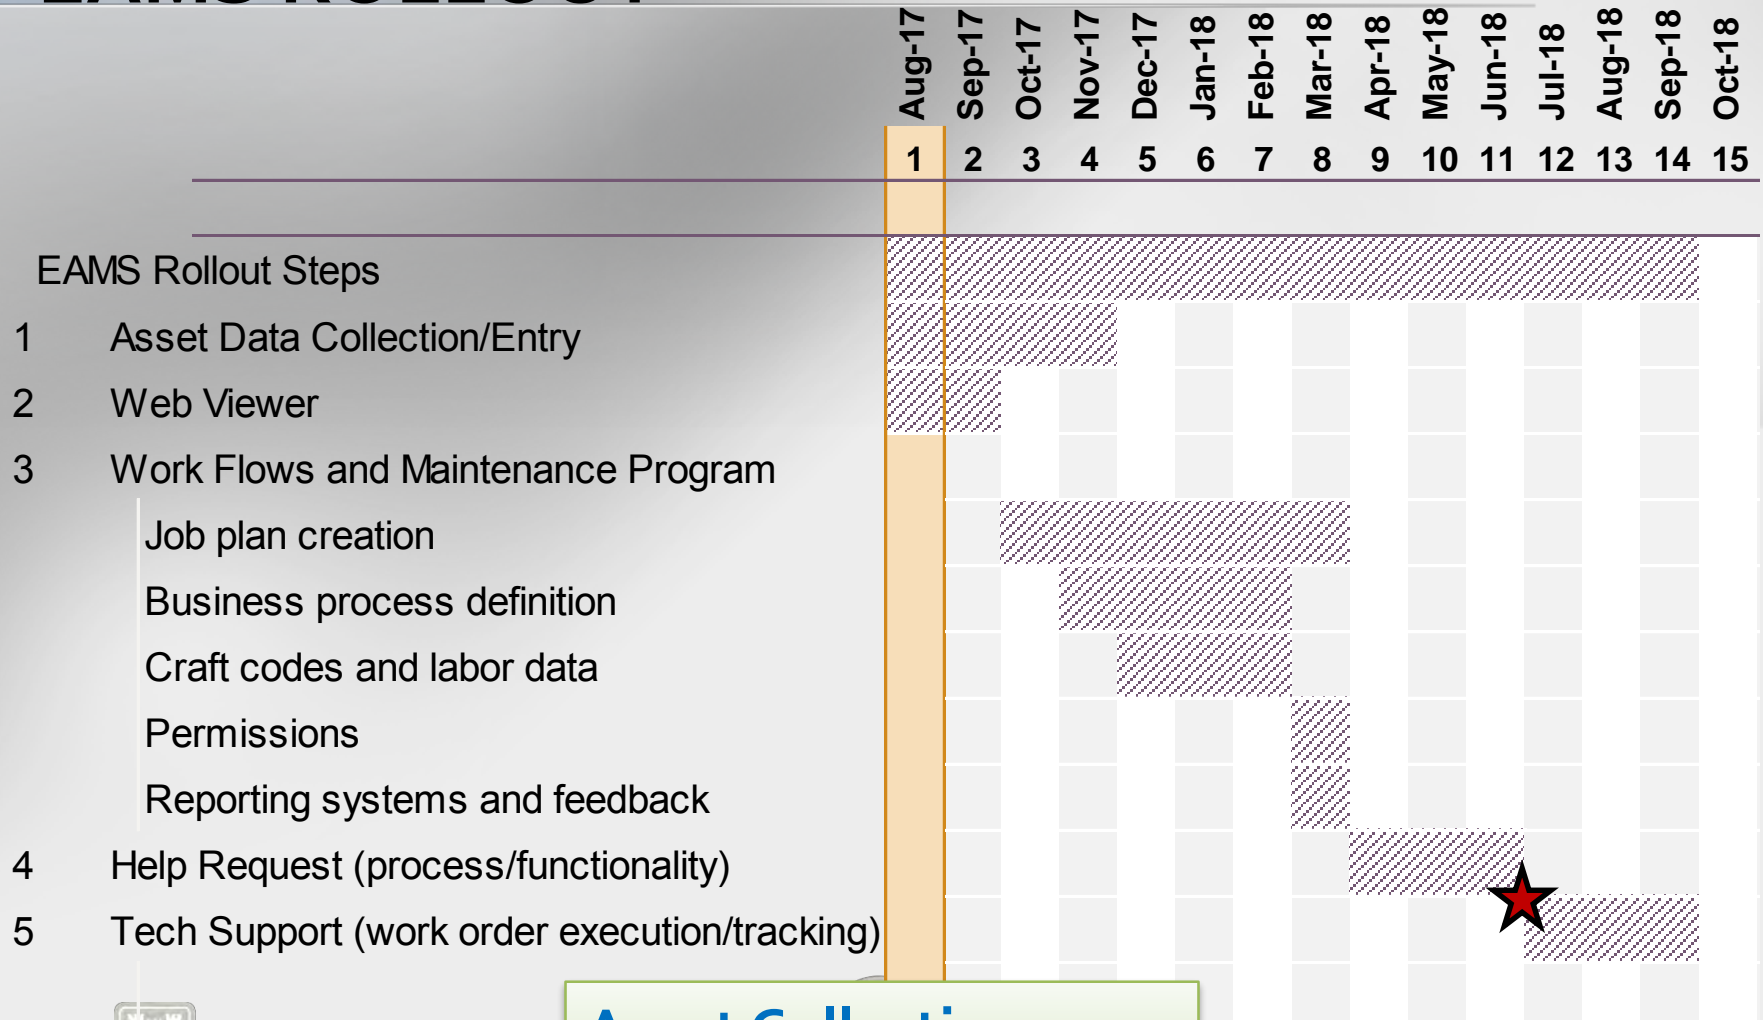 EAMS ROLLOUT
Aug-17 Sep-17 Oct-17 Nov-17 Dec-17 Jan-18 Feb-18 Mar-18 Apr-18 May-18 Jun-18 Jul-18 Aug-18 Sep-18 Oct-18
1 2 3 4 5 6 7 8 9 10 11 12 13 14 15
EAMS Rollout Steps
1 Asset Data Collection/Entry
2 Web Viewer
3 Work Flows and Maintenance Program
Job plan creation
Business process definition
Craft codes and labor data
Permissions
Reporting systems and feedback
4 Help Request (process/functionality)
5 Tech Support (work order execution/tracking)
Asset Collection